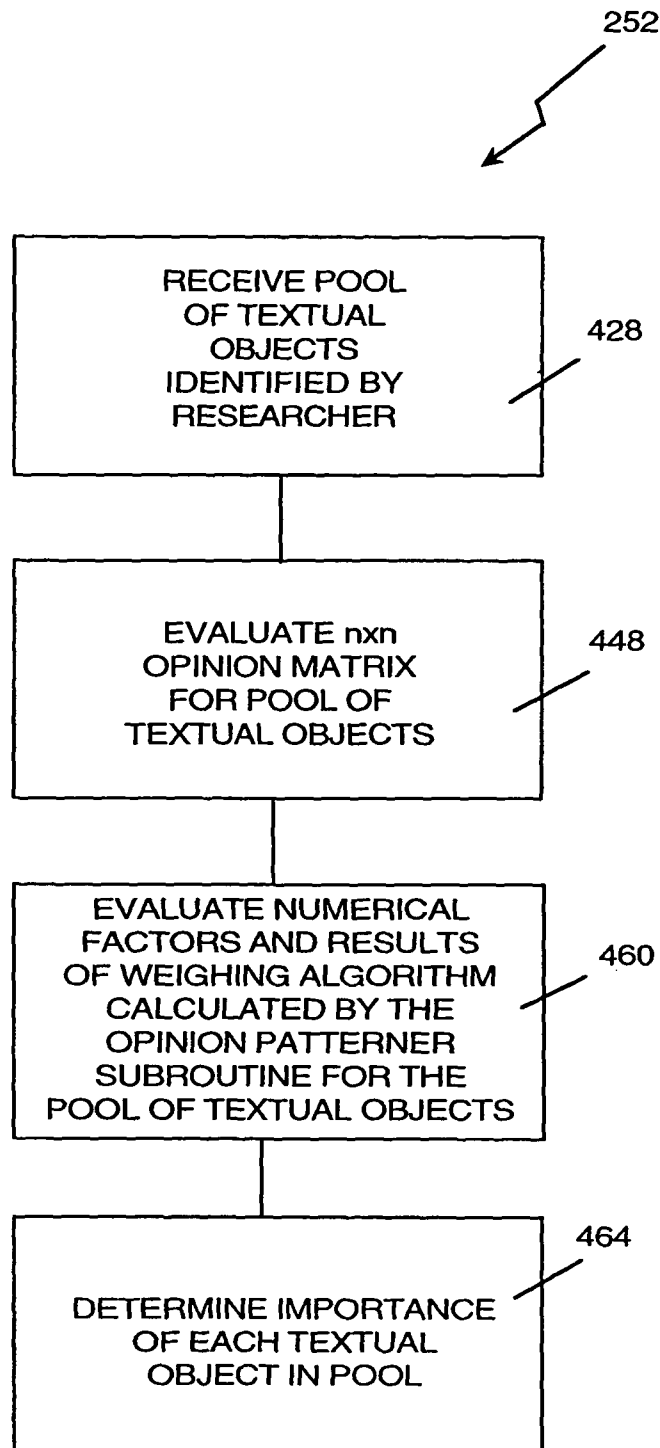 252
RECEIVE POOL
OF TEXTUAL
OBJECTS
IDENTIFIED BY
RESEARCHER
428
EVALUATE nxn
OPINION MATRIX
FOR POOL OF
TEXTUAL OBJECTS
448
EVALUATE NUMERICAL
FACTORS AND RESULTS
OF WEIGHING ALGORITHM
CALCULATED BY THE
OPINION PATTERNER
SUBROUTINE FOR THE
POOL OF TEXTUAL OBJECTS
460
464
DETERMINE IMPORTANCE
OF EACH TEXTUAL
OBJECT IN POOL